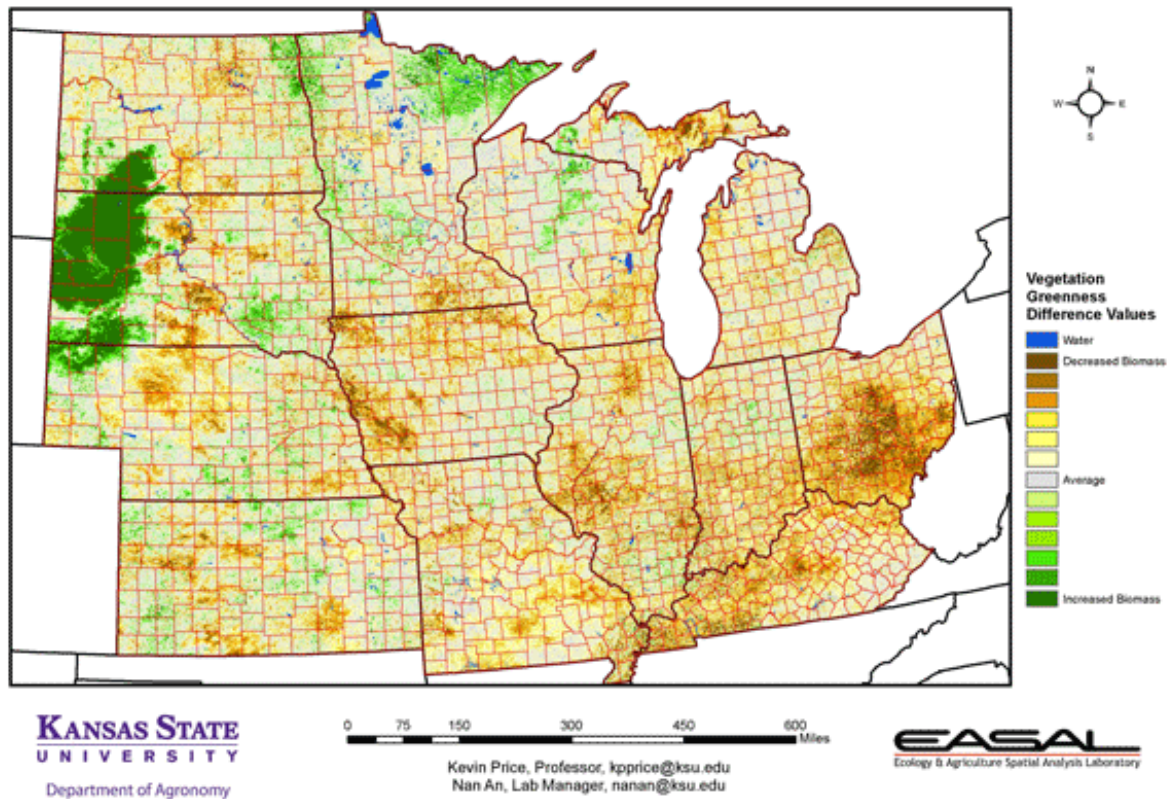 N
W
E
S
Vegetation
Greenness
Difference Values
Water
Decreased Biomass
Average
Increased Biomass
KANSAS STATE
UNIVERSITY
Department of Agronomy
0 75 150 300 450 600
Miles
Kevin Price, Professor, kpprice@ksu.edu
Nan An, Lab Manager, nanan@ksu.edu
EASAL
Ecology & Agriculture Spatial Analysis Laboratory